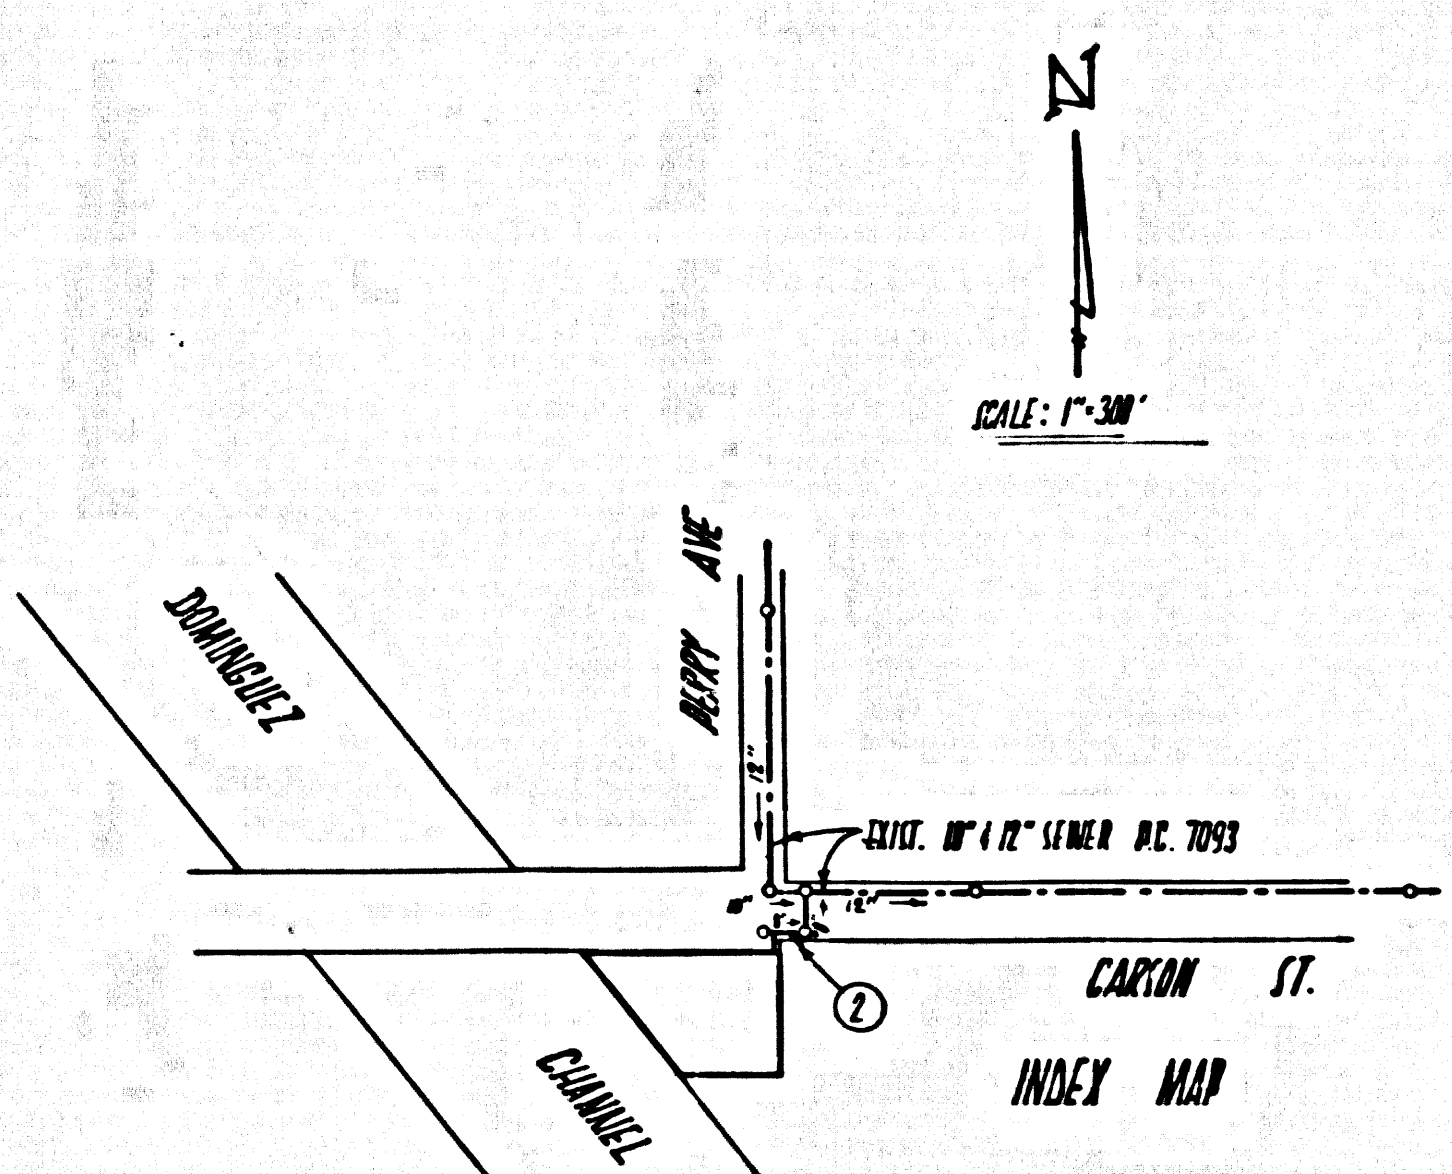 N
SCALE: 1"=300'
AVE
DOMINGUEZ
12"
EXIST. 10" & 12" SEWER P.C. 7093
10"
12"
8"
2
CARSON ST.
INDEX MAP
CHANNEL